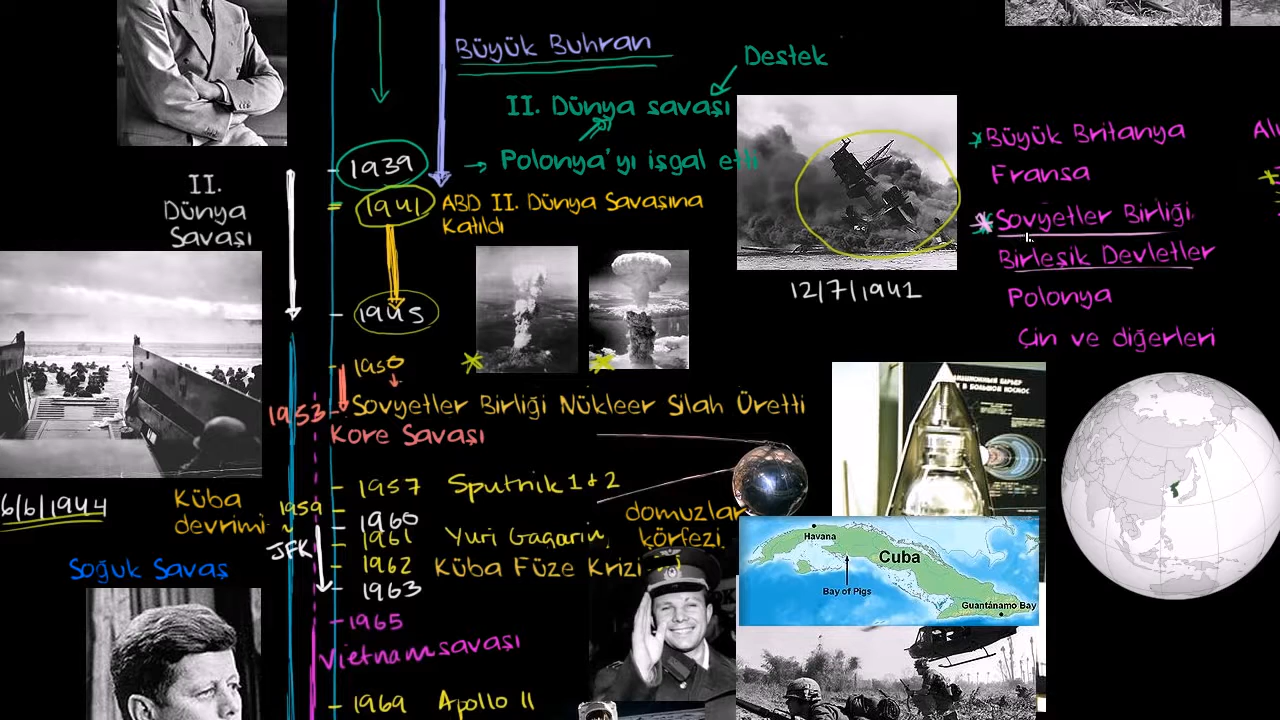 Büyük Buhran
Destek
II. Dünya savaşı
→ Polonya'yı işgal etti
1939
1941
ABD II. Dünya Savaşına
Katıldı
II.
Dünya
Savaşı
1945
12/7/1941
Büyük Britanya
Fransa
Sovyetler Birliği
Birleşik Devletler
Polonya
Çin ve diğerleri
1950
1953
Sovyetler Birliği Nükleer Silah Üretti
Kore Savaşı
6/6/1944
1957 Sputnik 1+2
Küba
devrimi
1959
1960
1961 Yuri Gagarin,
domuzlar
körfezi
JFK
1962 Küba Füze Krizi
1963
Soğuk Savaş
Havana
Cuba
Bay of Pigs
Guantánamo Bay
1965
Vietnam savaşı
1969 Apollo 11